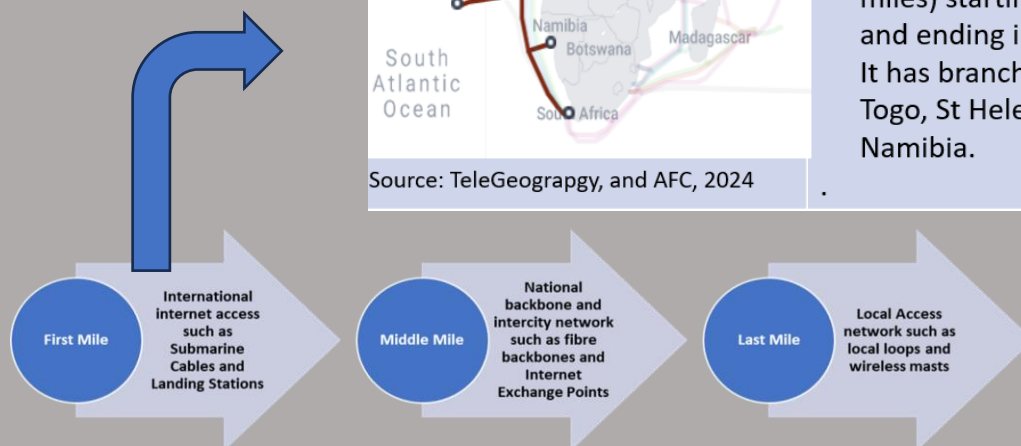 Namibia
Botswana
Madagascar
South
Atlantic
Ocean
South Africa
and ending i
It has branch
Togo, St Hele
Namibia.
Source: TeleGeograpgy, and AFC, 2024
.
First Mile
International
internet access
such as
Submarine
Cables and
Landing Stations
Middle Mile
National
backbone and
intercity network
such as fibre
backbones and
Internet
Exchange Points
Last Mile
Local Access
network such as
local loops and
wireless masts